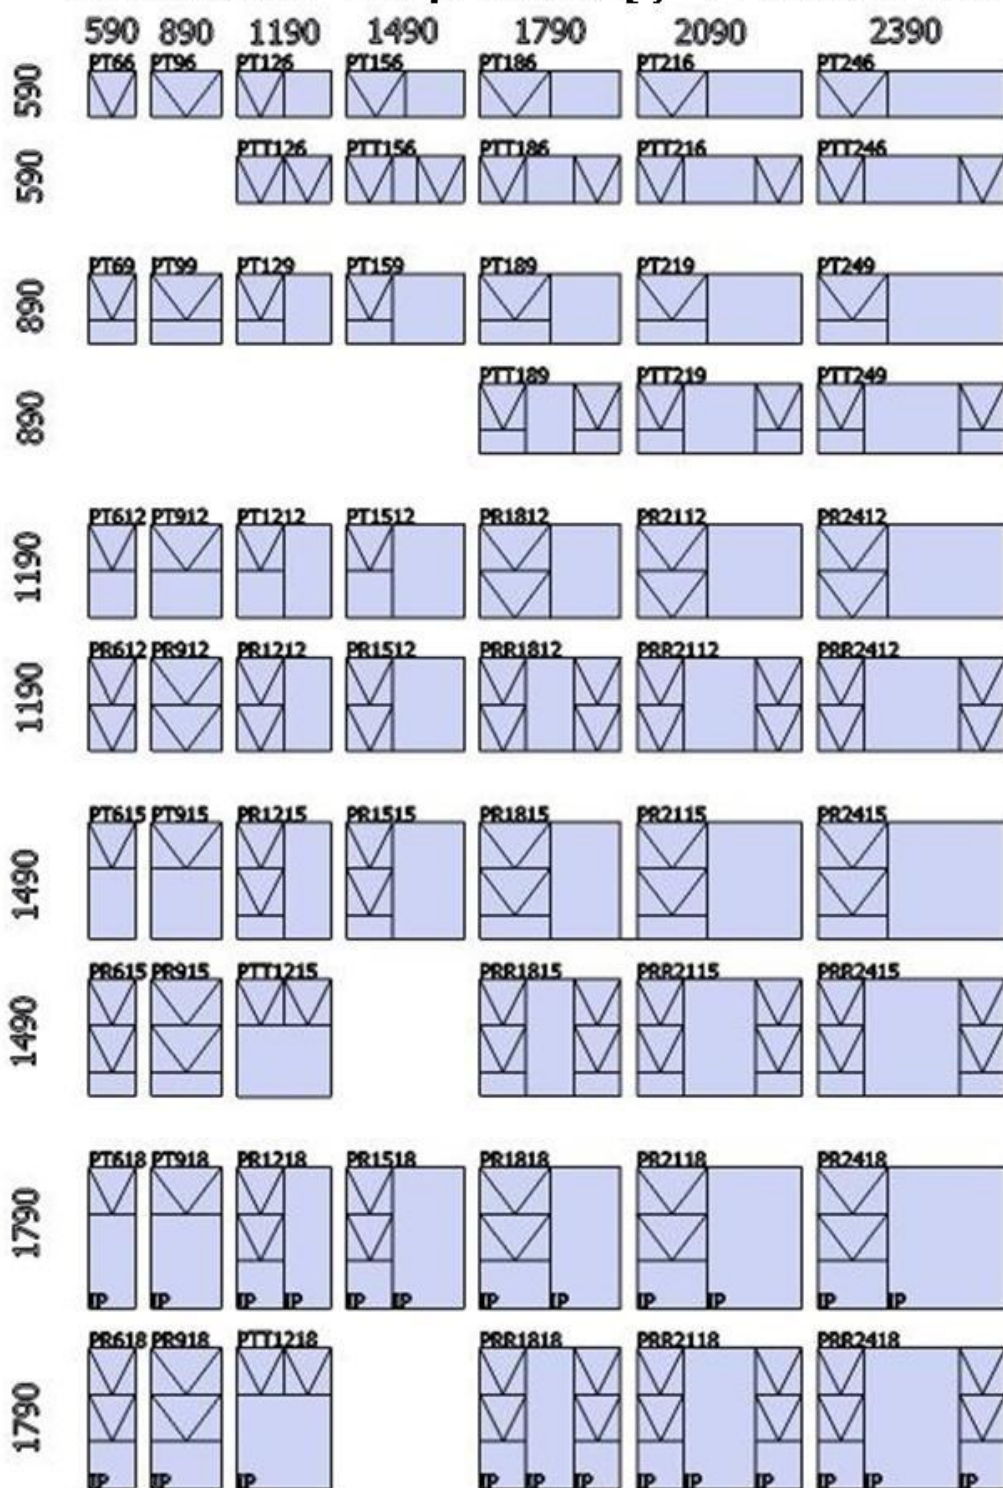 590 890 1190 1490 1790 2090 2390
590
PT66 PT96 PT126 PT156 PT186 PT216 PT246
590
PTT126 PTT156 PTT186 PTT216 PTT246
890
PT69 PT99 PT129 PT159 PT189 PT219 PT249
890
PTT189 PTT219 PTT249
1190
PT612 PT912 PT1212 PT1512 PR1812 PR2112 PR2412
1190
PR612 PR912 PR1212 PR1512 PRR1812 PRR2112 PRR2412
1490
PT615 PT915 PR1215 PR1515 PR1815 PR2115 PR2415
1490
PR615 PR915 PTT1215 PRR1815 PRR2115 PRR2415
1790
PT618 PT918 PR1218 PR1518 PR1818 PR2118 PR2418
IP IP IP IP IP IP IP IP IP IP IP IP
1790
PR618 PR918 PTT1218 PRR1818 PRR2118 PRR2418
IP IP IP IP IP IP IP IP IP IP IP IP